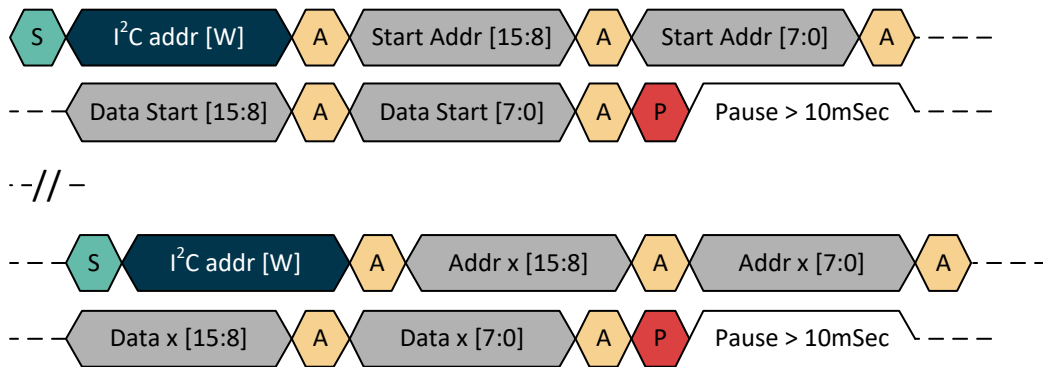 S I²C addr [W] A Start Addr [15:8] A Start Addr [7:0] A
Data Start [15:8] A Data Start [7:0] A P Pause > 10mSec
//
S I²C addr [W] A Addr x [15:8] A Addr x [7:0] A
Data x [15:8] A Data x [7:0] A P Pause > 10mSec